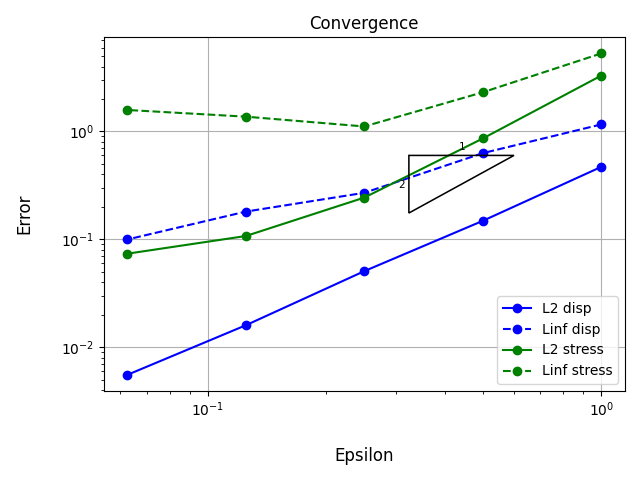 Convergence
Error
10⁰
10⁻¹
10⁻²
1
2
L2 disp
Linf disp
L2 stress
Linf stress
10⁻¹
10⁰
Epsilon